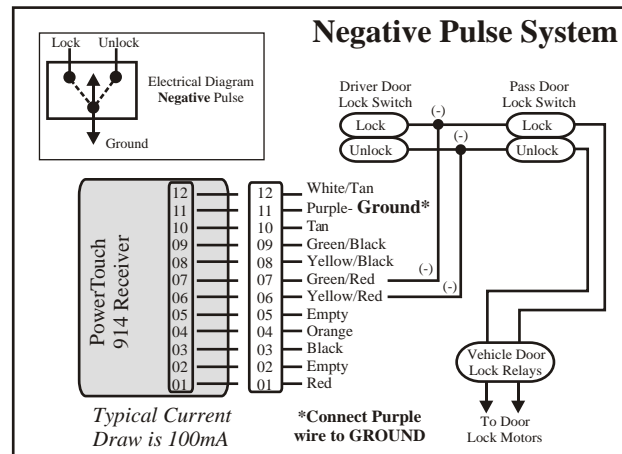 Negative Pulse System
Lock Unlock
Electrical Diagram
Negative Pulse
Ground
Driver Door
Lock Switch
Pass Door
Lock Switch
(-)
Lock
Lock
(-)
Unlock
Unlock
PowerTouch
914 Receiver
12 12 White/Tan
11 11 Purple- Ground*
10 10 Tan
09 09 Green/Black
08 08 Yellow/Black
07 07 Green/Red (-)
06 06 Yellow/Red (-)
05 05 Empty
04 04 Orange
03 03 Black
02 02 Empty
01 01 Red
Vehicle Door
Lock Relays
To Door
Lock Motors
Typical Current
Draw is 100mA
*Connect Purple
wire to GROUND